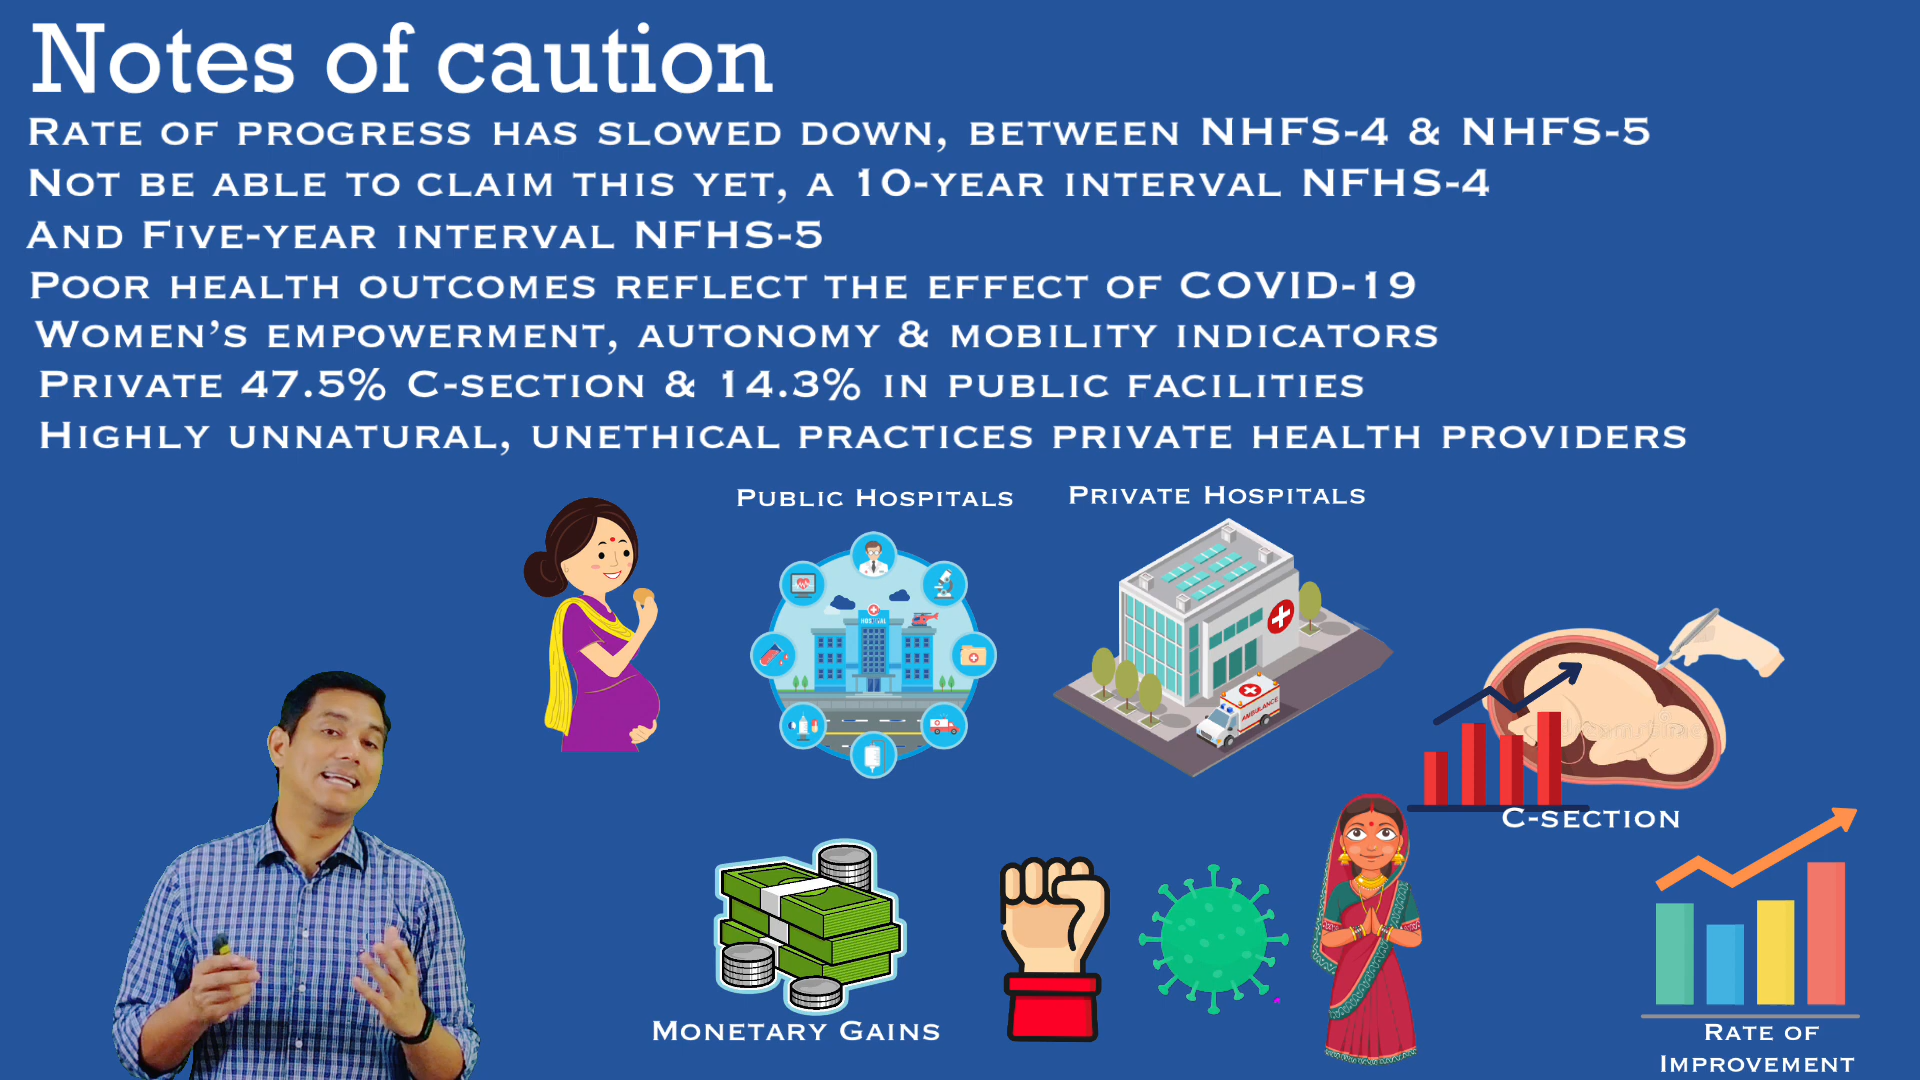 Notes of caution
Rate of progress has slowed down, between NHFS-4 & NHFS-5
Not be able to claim this yet, a 10-year interval NFHS-4
And Five-year interval NFHS-5
Poor health outcomes reflect the effect of COVID-19
Women's empowerment, autonomy & mobility indicators
Private 47.5% C-section & 14.3% in public facilities
Highly unnatural, unethical practices private health providers
Public Hospitals
Private Hospitals
HOSPITAL
AMBULANCE
C-section
Monetary Gains
Rate of
Improvement